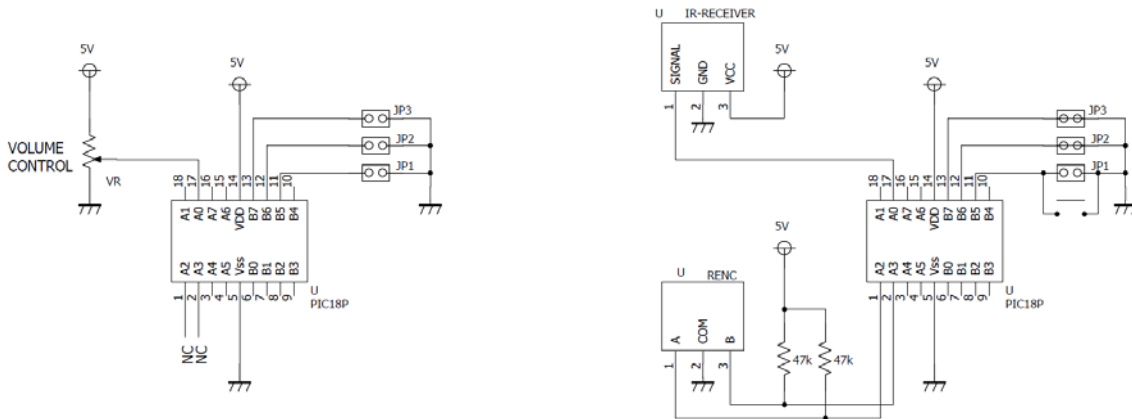 5V
5V
JP3
JP2
JP1
VOLUME
CONTROL
VR
18 17 16 15 14 13 12 11 10
A1 A0 A7 A6 VDD B7 B6 B5 B4
A2 A3 A4 A5 Vss B0 B1 B2 B3
1 2 3 4 5 6 7 8 9
U
PIC18P
NC NC
U IR-RECEIVER
SIGNAL GND VCC
1 2 3
5V
5V
JP3
JP2
JP1
18 17 16 15 14 13 12 11 10
A1 A0 A7 A6 VDD B7 B6 B5 B4
A2 A3 A4 A5 Vss B0 B1 B2 B3
1 2 3 4 5 6 7 8 9
U
PIC18P
5V
U RENC
A COM B
1 2 3
47k 47k